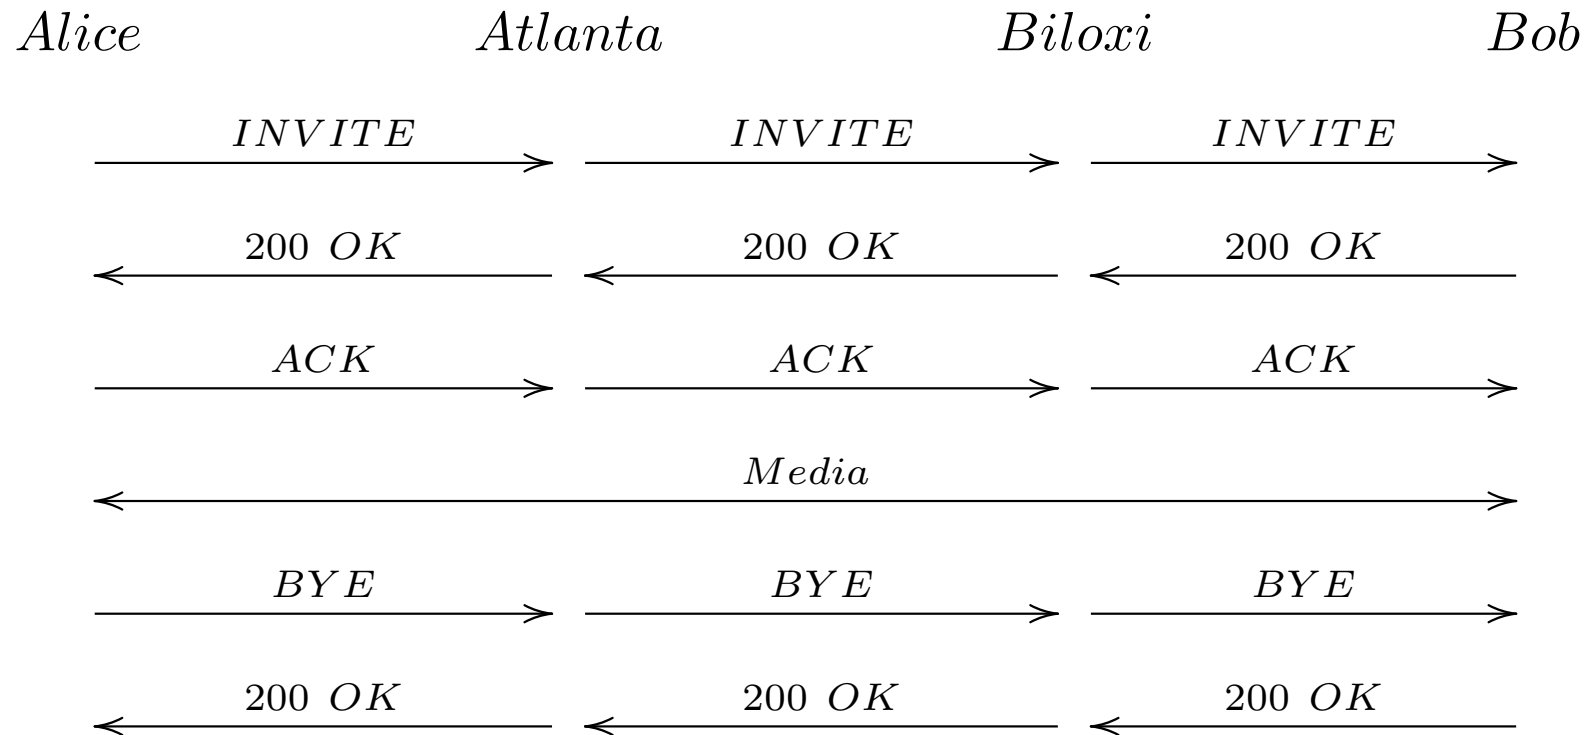 Alice Atlanta Biloxi Bob
INVITE INVITE INVITE
200 OK 200 OK 200 OK
ACK ACK ACK
Media
BYE BYE BYE
200 OK 200 OK 200 OK